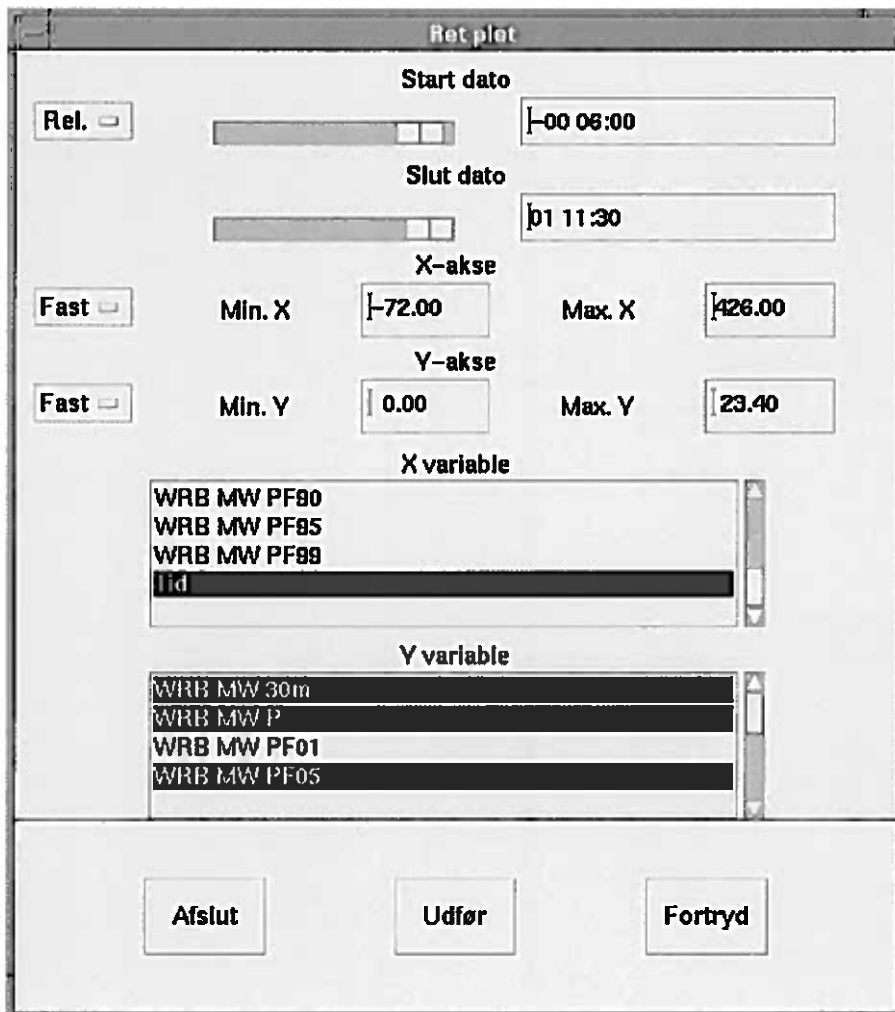 Ret plot
Start dato
Rel.
-00 06:00
Slut dato
01 11:30
X-akse
Fast Min. X -72.00 Max. X 426.00
Y-akse
Fast Min. Y 0.00 Max. Y 23.40
X variable
WRB MW PF90
WRB MW PF95
WRB MW PF99
Tid
Y variable
WRB MW 30m
WRB MW P
WRB MW PF01
WRB MW PF05
Afslut Udfør Fortryd